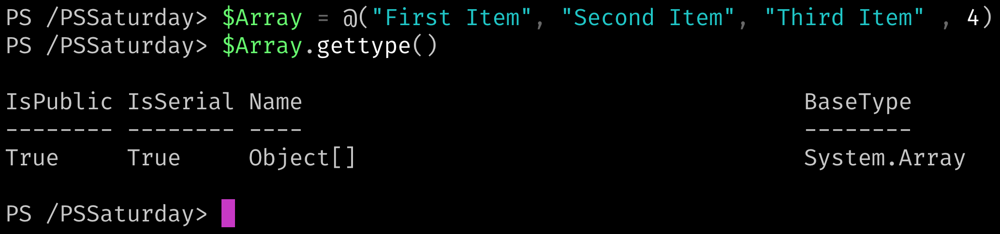 PS /PSSaturday> $Array = @("First Item", "Second Item", "Third Item" , 4)
PS /PSSaturday> $Array.gettype()
IsPublic IsSerial Name                                     BaseType
-------- -------- ----                                     --------
True     True     Object[]                                 System.Array
PS /PSSaturday>